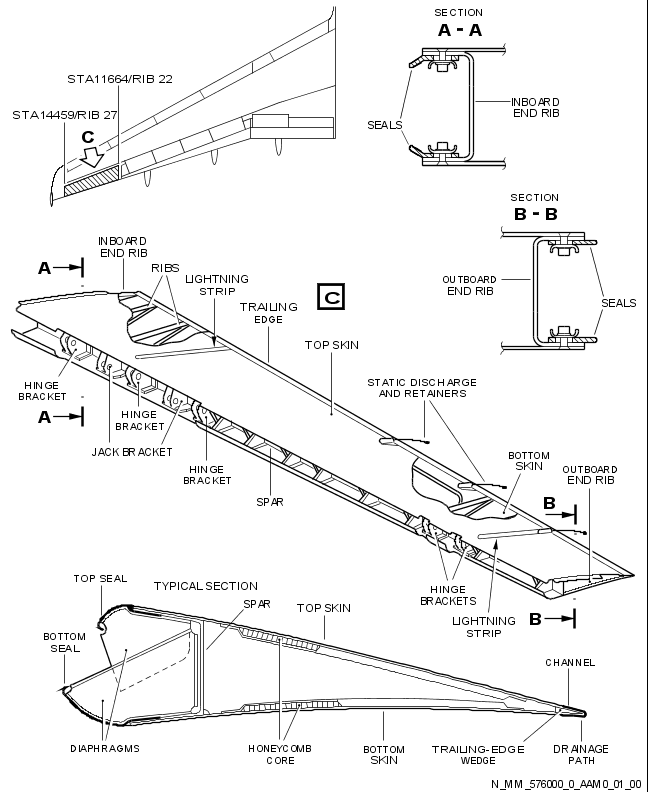 SECTION
A - A
STA11664/RIB 22
STA14459/RIB 27
C
INBOARD
END RIB
SEALS
SECTION
B - B
OUTBOARD
END RIB
SEALS
A
INBOARD
END RIB
RIBS
LIGHTNING
STRIP
C
TRAILING
EDGE
TOP SKIN
HINGE
BRACKET
A
HINGE
BRACKET
JACK BRACKET
HINGE
BRACKET
SPAR
STATIC DISCHARGE
AND RETAINERS
BOTTOM
SKIN
OUTBOARD
END RIB
B
HINGE
BRACKETS
LIGHTNING
STRIP
B
TOP SEAL
TYPICAL SECTION
SPAR
TOP SKIN
BOTTOM
SEAL
CHANNEL
DIAPHRAGMS
HONEYCOMB
CORE
BOTTOM
SKIN
TRAILING-EDGE
WEDGE
DRAINAGE
PATH
N_MM_576000_0_AAM0_01_00